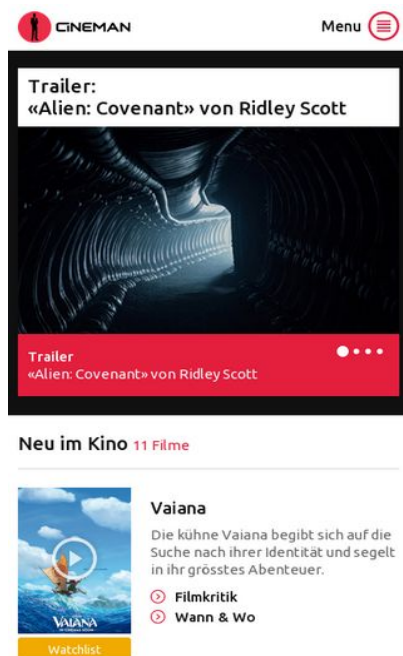 CiNEMAN
Menu
Trailer:
«Alien: Covenant» von Ridley Scott
Trailer
«Alien: Covenant» von Ridley Scott
Neu im Kino 11 Filme
VAIANA
Vaiana
Die kühne Vaiana begibt sich auf die
Suche nach ihrer Identität und segelt
in ihr grösstes Abenteuer.
Filmkritik
Wann & Wo
Watchlist